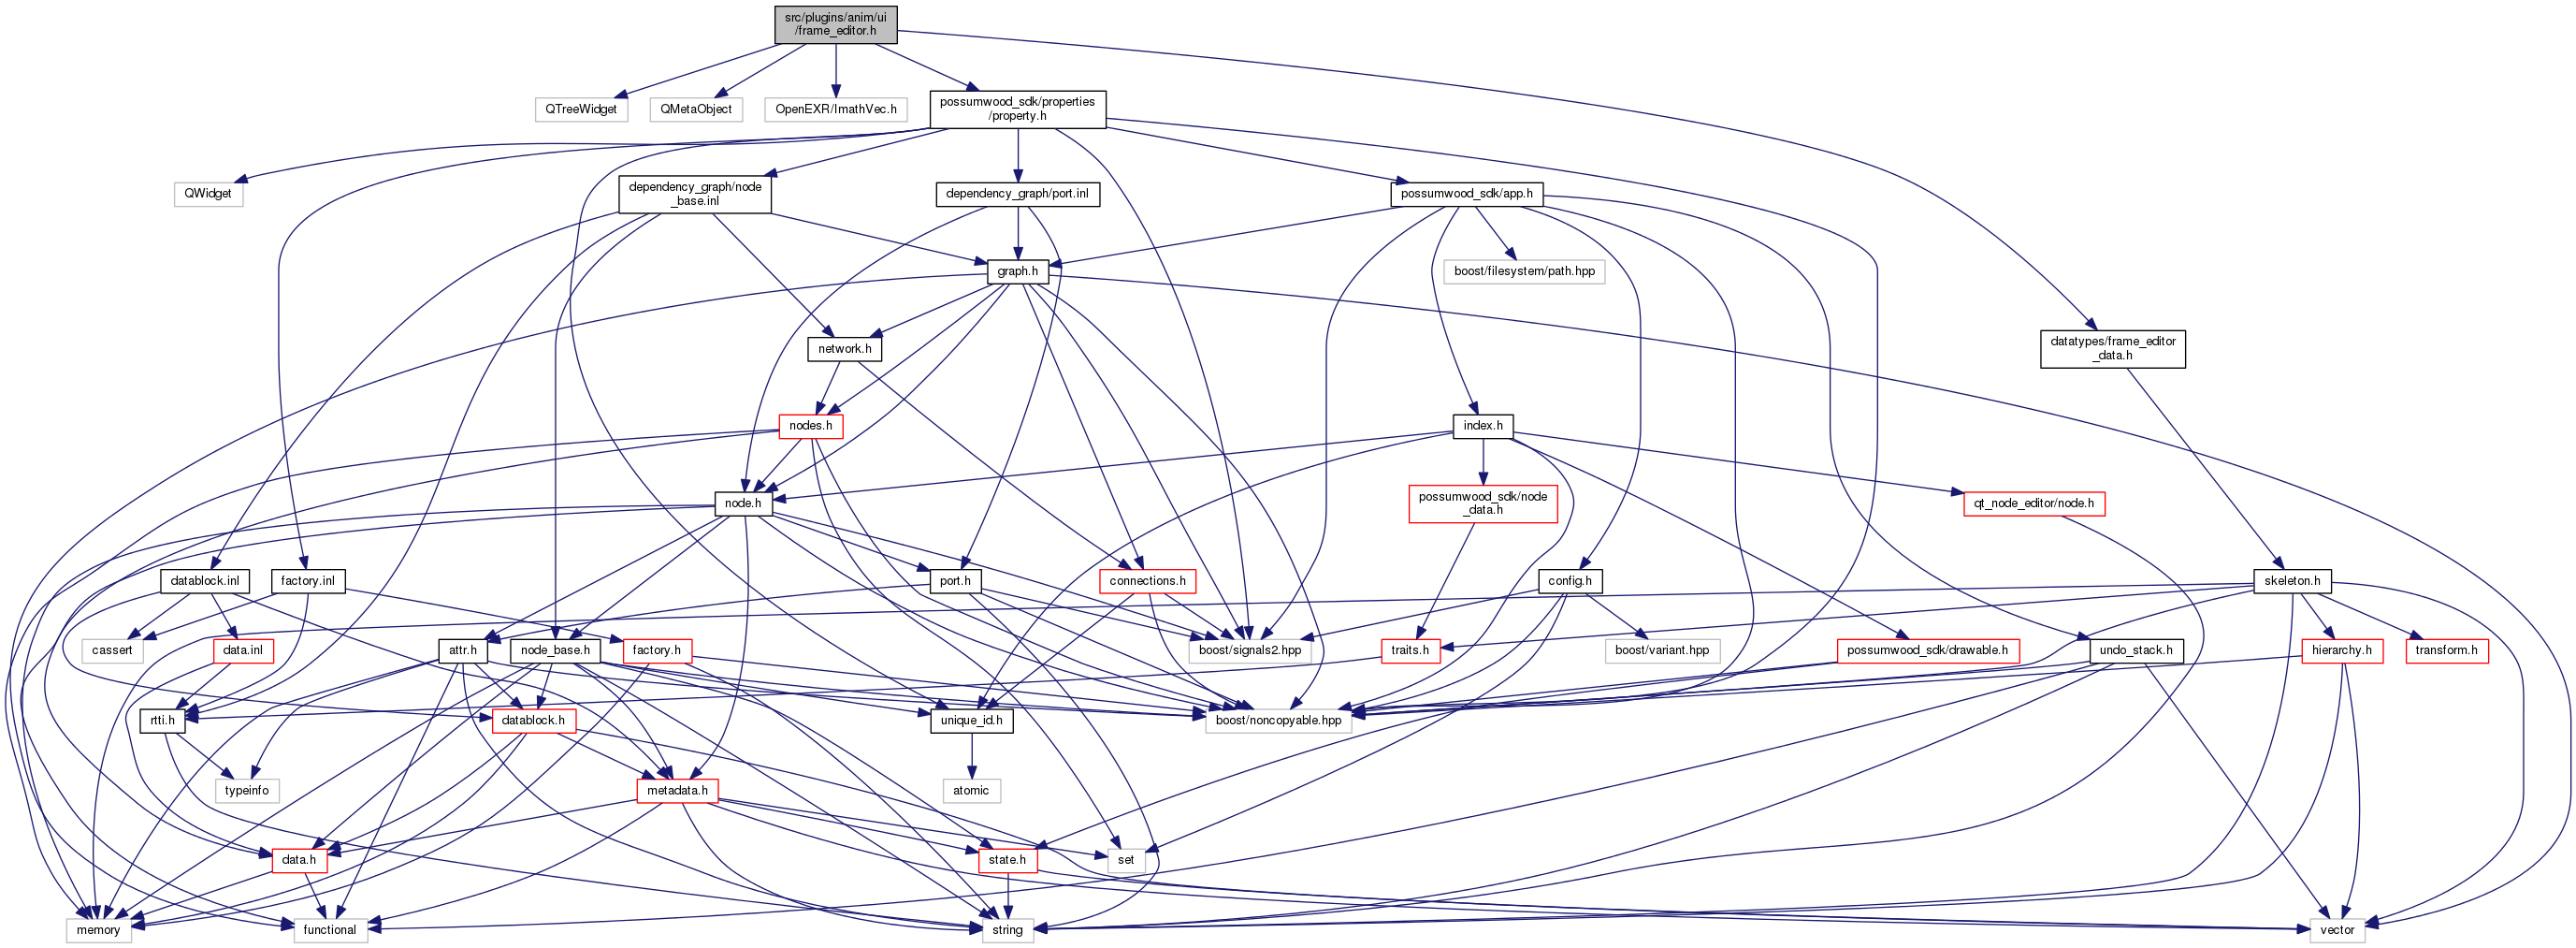 src/plugins/anim/ui
/frame_editor.h
QTreeWidget
QMetaObject
OpenEXR/ImathVec.h
possumwood_sdk/properties
/property.h
QWidget
dependency_graph/node
_base.inl
dependency_graph/port.inl
possumwood_sdk/app.h
graph.h
boost/filesystem/path.hpp
network.h
datatypes/frame_editor
_data.h
nodes.h
index.h
node.h
possumwood_sdk/node
_data.h
qt_node_editor/node.h
datablock.inl
factory.inl
port.h
connections.h
config.h
skeleton.h
cassert
data.inl
attr.h
node_base.h
factory.h
boost/signals2.hpp
traits.h
boost/variant.hpp
possumwood_sdk/drawable.h
undo_stack.h
hierarchy.h
transform.h
rtti.h
datablock.h
unique_id.h
boost/noncopyable.hpp
typeinfo
metadata.h
atomic
data.h
state.h
set
memory
functional
string
vector